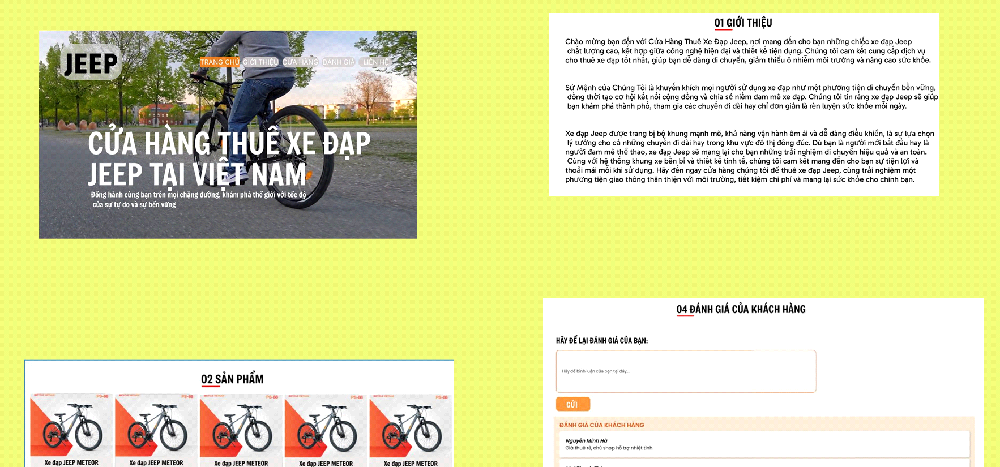 JEEP
TRANG CHỦ GIỚI THIỆU CỬA HÀNG ĐÁNH GIÁ LIÊN HỆ
CỬA HÀNG THUÊ XE ĐẠP
JEEP TẠI VIỆT NAM
Đồng hành cùng bạn trên mọi chặng đường, khám phá thế giới với tốc độ
của sự tự do và sự bền vững
01 GIỚI THIỆU
Chào mừng bạn đến với Cửa Hàng Thuê Xe Đạp Jeep, nơi mang đến cho bạn những chiếc xe đạp Jeep
chất lượng cao, kết hợp giữa công nghệ hiện đại và thiết kế tiện dụng. Chúng tôi cam kết cung cấp dịch vụ
cho thuê xe đạp tốt nhất, giúp bạn dễ dàng di chuyển, giảm thiểu ô nhiễm môi trường và nâng cao sức khỏe.
Sứ Mệnh của Chúng Tôi là khuyến khích mọi người sử dụng xe đạp như một phương tiện di chuyển bền vững,
đồng thời tạo cơ hội kết nối cộng đồng và chia sẻ niềm đam mê xe đạp. Chúng tôi tin rằng xe đạp Jeep sẽ giúp
bạn khám phá thành phố, tham gia các chuyến đi dài hay chỉ đơn giản là rèn luyện sức khỏe mỗi ngày.
Xe đạp Jeep được trang bị bộ khung mạnh mẽ, khả năng vận hành êm ái và dễ dàng điều khiển, là sự lựa chọn
lý tưởng cho cả những chuyến đi dài hay trong khu vực đô thị đông đúc. Dù bạn là người mới bắt đầu hay là
người đam mê thể thao, xe đạp Jeep sẽ mang lại cho bạn những trải nghiệm di chuyển hiệu quả và an toàn.
Cùng với hệ thống khung xe bền bỉ và thiết kế tinh tế, chúng tôi cam kết mang đến cho bạn sự tiện lợi và
thoải mái mỗi khi sử dụng. Hãy đến ngay cửa hàng chúng tôi để thuê xe đạp Jeep, cùng trải nghiệm một
phương tiện giao thông thân thiện với môi trường, tiết kiệm chi phí và mang lại sức khỏe cho chính bạn.
02 SẢN PHẨM
BICYCLE VIETNAM PS-88
BICYCLE VIETNAM PS-88
BICYCLE VIETNAM PS-88
BICYCLE VIETNAM PS-88
BICYCLE VIETNAM PS-88
Xe đạp JEEP METEOR
Xe đạp JEEP METEOR
Xe đạp JEEP METEOR
Xe đạp JEEP METEOR
Xe đạp JEEP METEOR
04 ĐÁNH GIÁ CỦA KHÁCH HÀNG
HÃY ĐỂ LẠI ĐÁNH GIÁ CỦA BẠN:
Hãy để bình luận của bạn tại đây...
GỬI
ĐÁNH GIÁ CỦA KHÁCH HÀNG
Nguyễn Minh Hà
Giá thuê rẻ, chủ shop hỗ trợ nhiệt tình